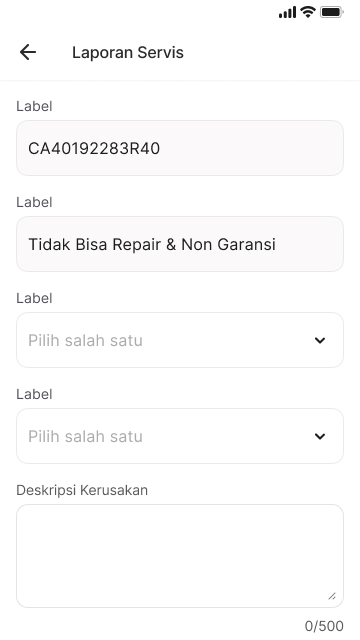 Laporan Servis
Label
CA40192283R40
Label
Tidak Bisa Repair & Non Garansi
Label
Pilih salah satu
Label
Pilih salah satu
Deskripsi Kerusakan
0/500